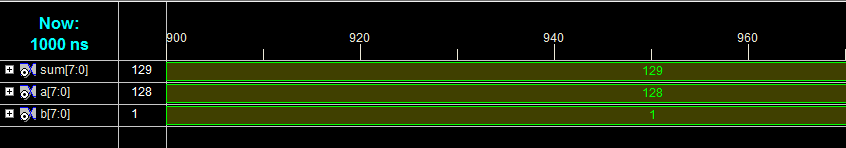 Now:
1000 ns
900 920 940 960
sum[7:0] 129 129
a[7:0] 128 128
b[7:0] 1 1